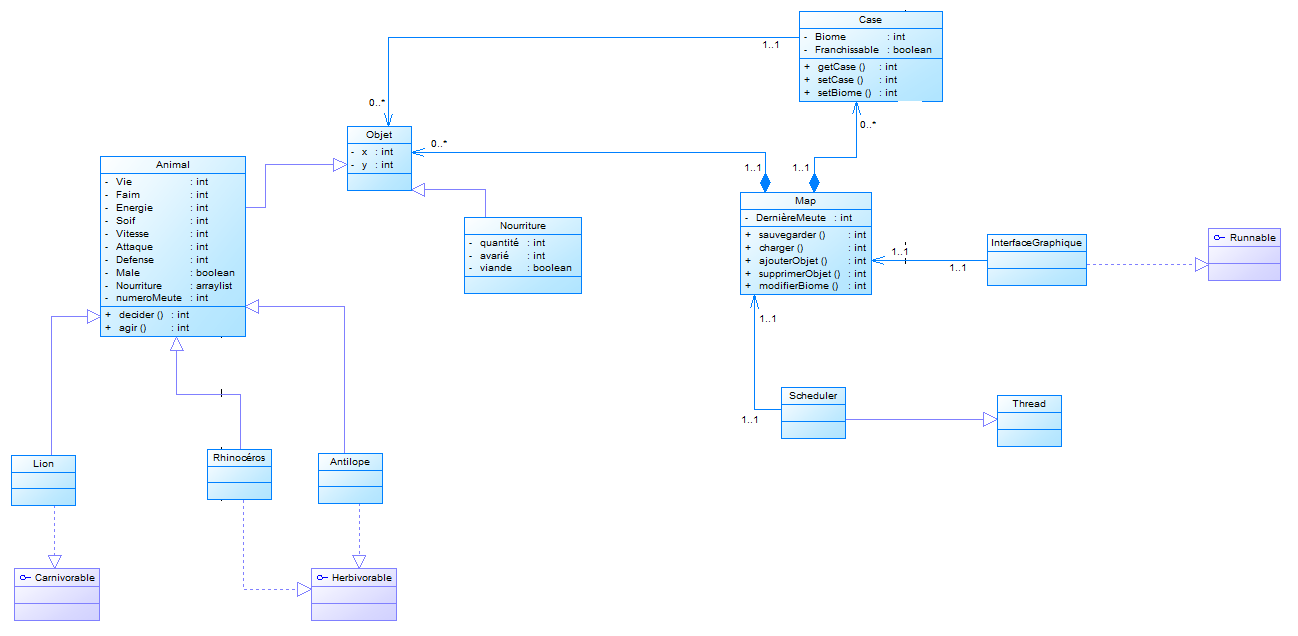 Case
- Biome : int
- Franchissable : boolean
+ getCase () : int
+ setCase () : int
+ setBiome () : int
1..1
0..*
0..*
Objet
- x : int
- y : int
0..*
1..1
1..1
Animal
- Vie : int
- Faim : int
- Energie : int
- Soif : int
- Vitesse : int
- Attaque : int
- Defense : int
- Male : boolean
- Nourriture : arraylist
- numeroMeute : int
+ decider () : int
+ agir () : int
Nourriture
- quantité : int
- avarié : int
- viande : boolean
Map
- DernièreMeute : int
+ sauvegarder () : int
+ charger () : int
+ ajouterObjet () : int
+ supprimerObjet () : int
+ modifierBiome () : int
1..1
1..1
InterfaceGraphique
Runnable
1..1
1..1
Scheduler
Thread
Lion
Rhinocéros
Antilope
Carnivorable
Herbivorable